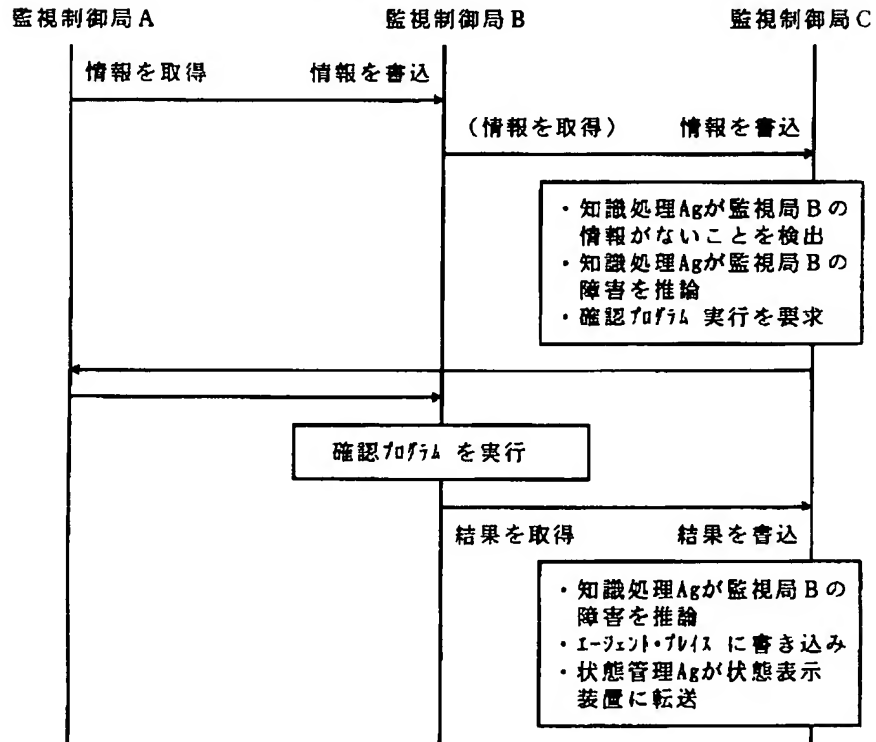 監視制御局A 監視制御局B 監視制御局C
情報を取得 情報を書込
(情報を取得) 情報を書込
・知識処理Agが監視局Bの
情報がないことを検出
・知識処理Agが監視局Bの
障害を推論
・確認プログラム 実行を要求
確認プログラム を実行
結果を取得 結果を書込
・知識処理Agが監視局Bの
障害を推論
・エージェント・プレイス に書き込み
・状態管理Agが状態表示
装置に転送